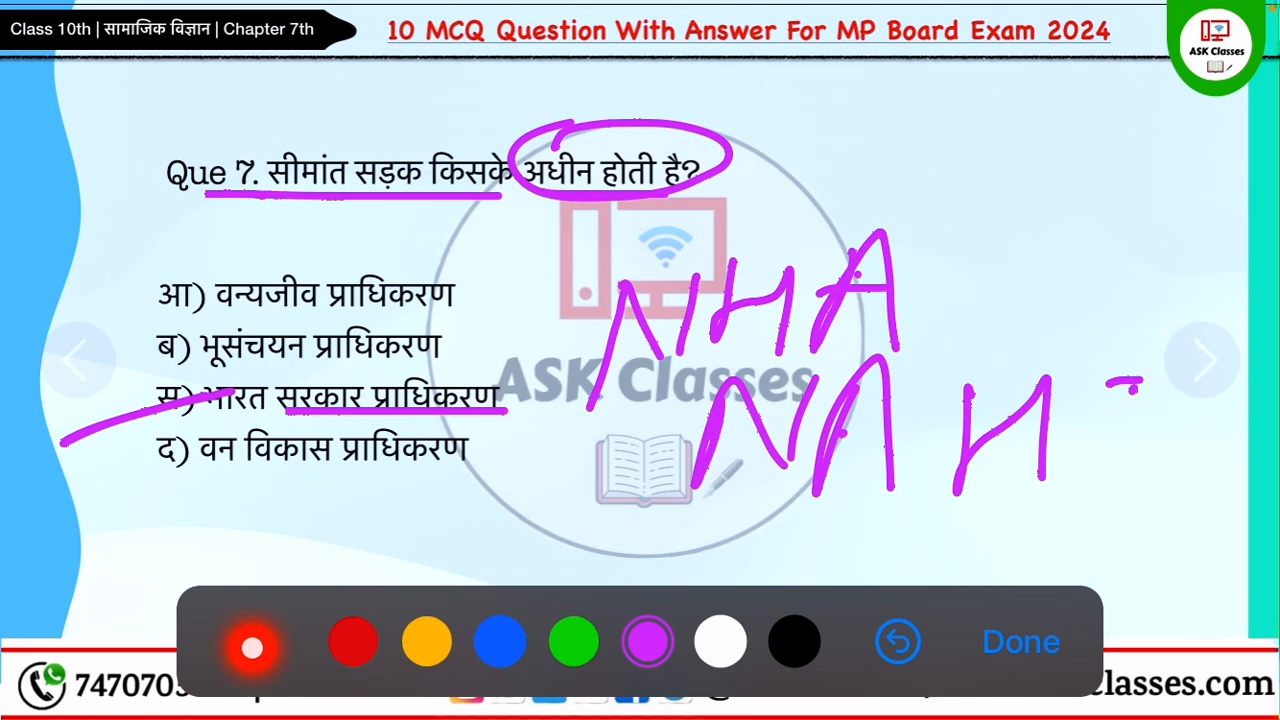 Class 10th | सामाजिक विज्ञान | Chapter 7th
10 MCQ Question With Answer For MP Board Exam 2024
ASK Classes
Que 7. सीमांत सड़क किसके अधीन होती है?
आ) वन्यजीव प्राधिकरण
ब) भूसंचयन प्राधिकरण
स) भारत सरकार प्राधिकरण
द) वन विकास प्राधिकरण
NHA
NAH
ASK Classes
Done
747070
classes.com